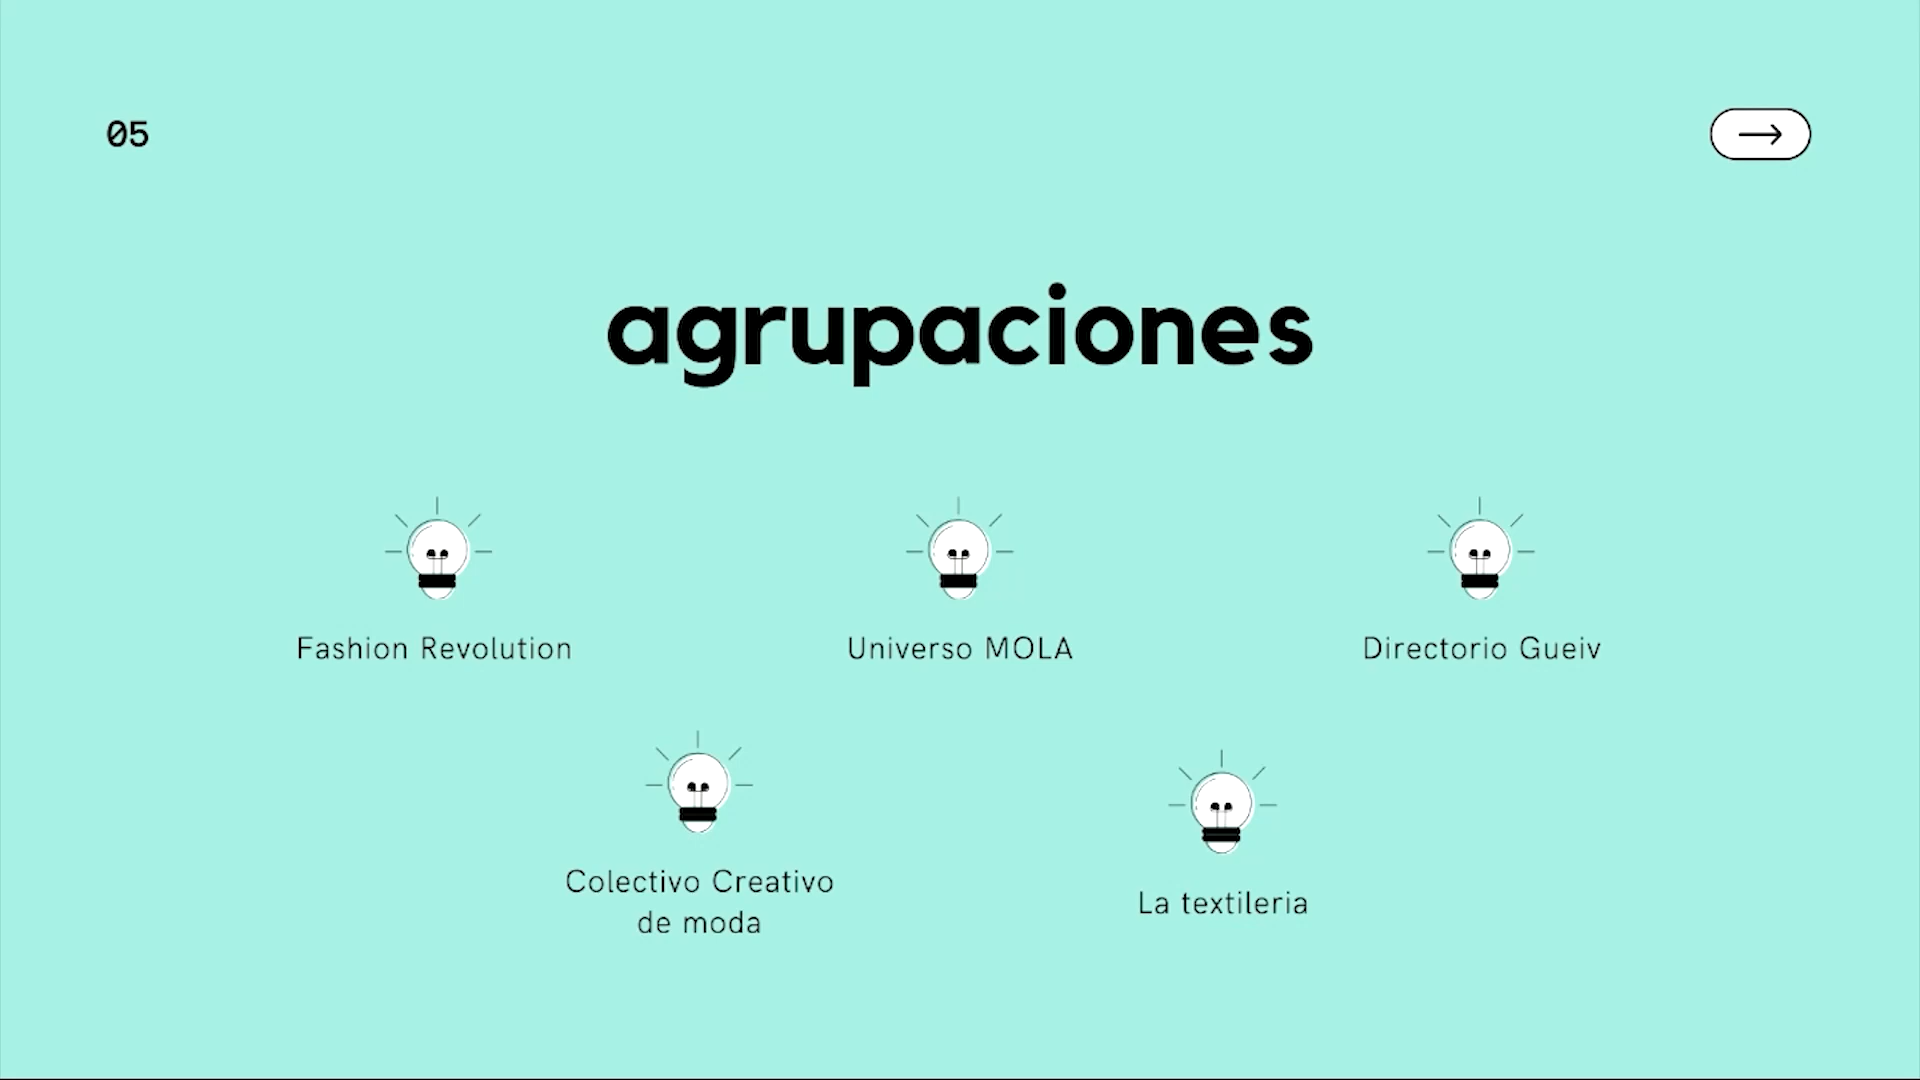 05
agrupaciones
Fashion Revolution
Universo MOLA
Directorio Gueiv
Colectivo Creativo
de moda
La textileria